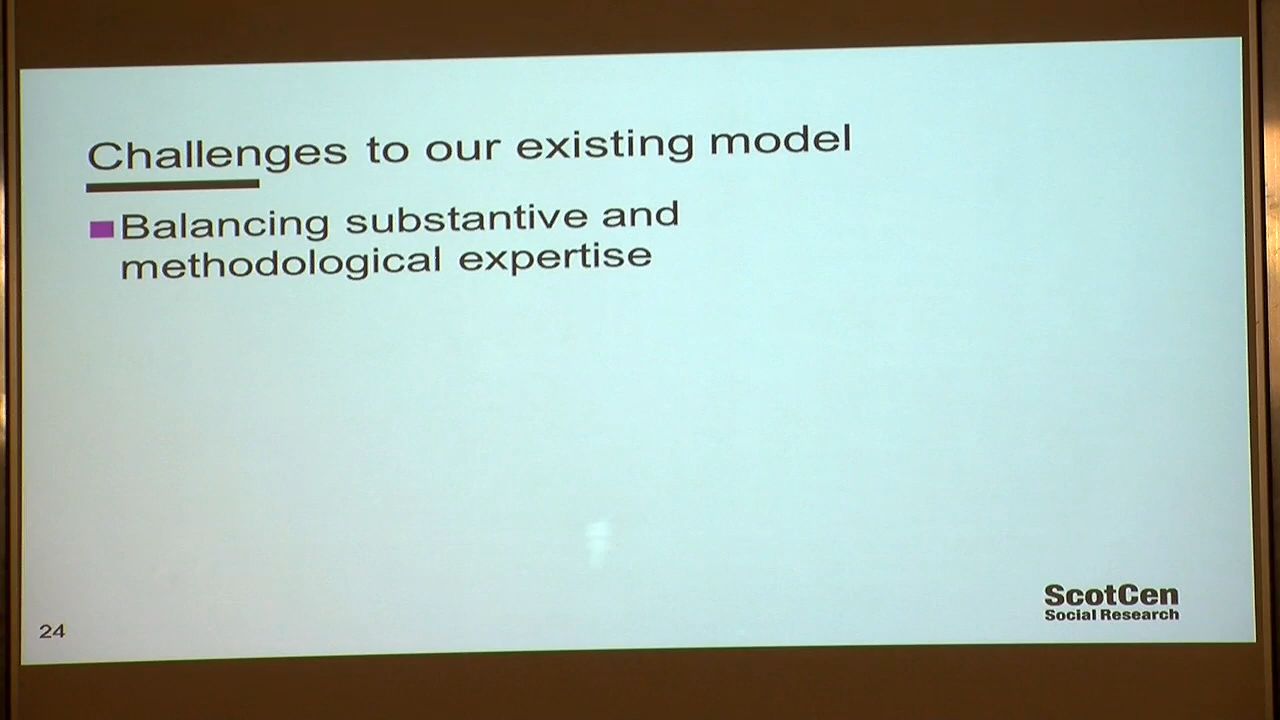 Challenges to our existing model
Balancing substantive and
methodological expertise
ScotCen
Social Research
24